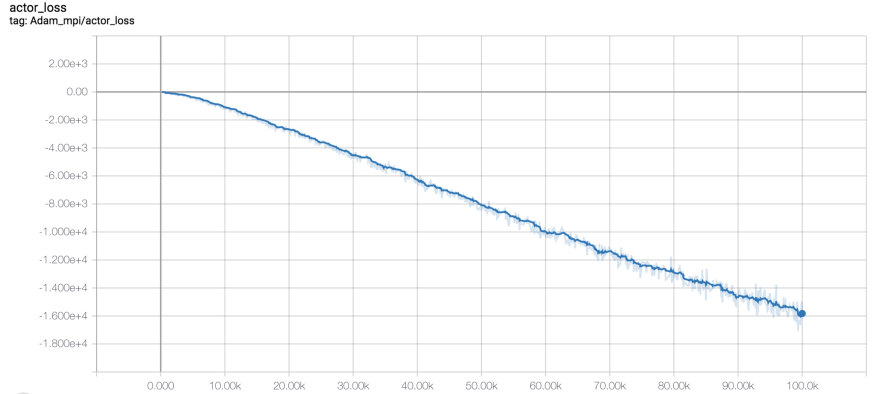 actor_loss
tag: Adam_mpi/actor_loss
2.00e+3
0.00
-2.00e+3
-4.00e+3
-6.00e+3
-8.00e+3
-1.000e+4
-1.200e+4
-1.400e+4
-1.600e+4
-1.800e+4
0.000 10.00k 20.00k 30.00k 40.00k 50.00k 60.00k 70.00k 80.00k 90.00k 100.0k